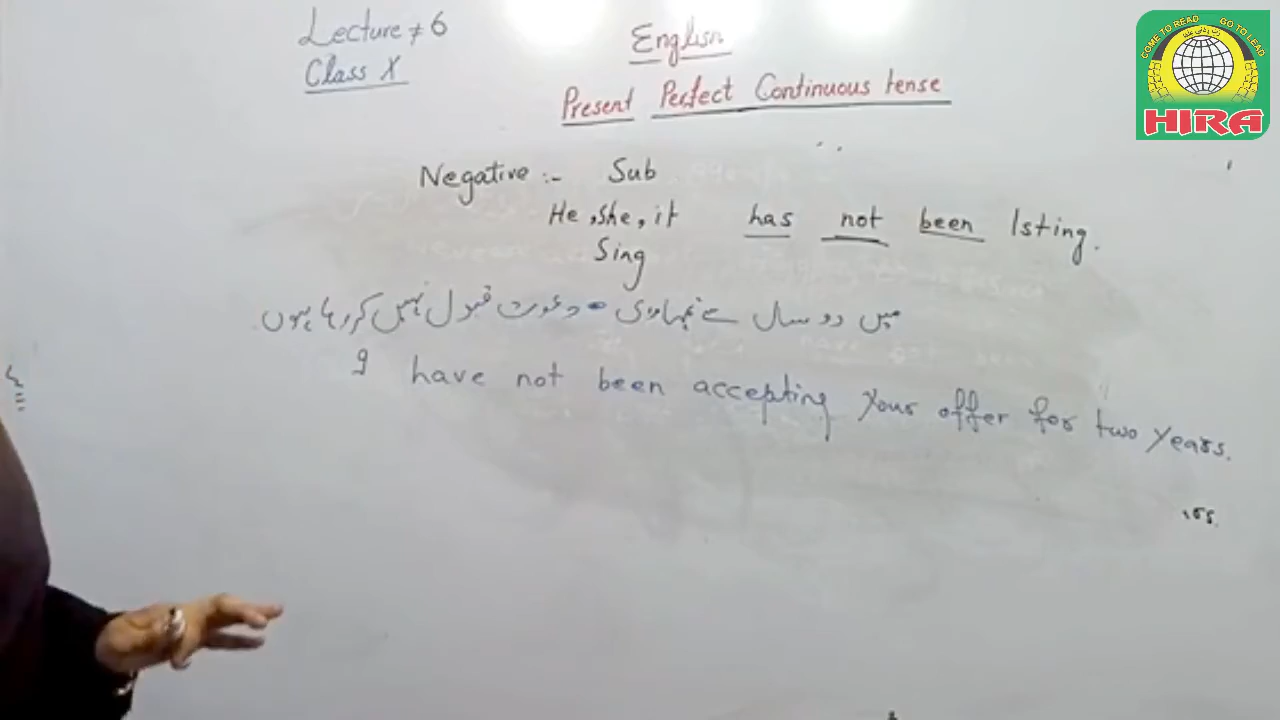 Lecture # 6
Class X
English
Present Perfect Continuous tense
Negative :- Sub
He, she, it has not been 1sting.
Sing
میں دو سال سے تمہاری دعوت قبول نہیں کر رہا ہوں
I have not been accepting your offer for two years.
COME TO READ GO TO LEAD
HIRA